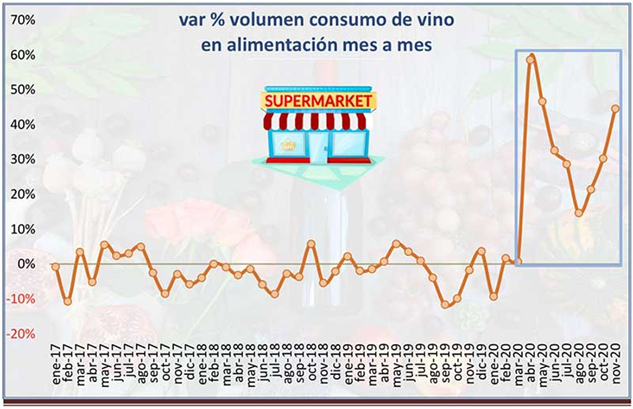 var % volumen consumo de vino
en alimentación mes a mes
70%
60%
50%
40%
30%
20%
10%
0%
-10%
-20%
SUPERMARKET
ene-17
feb-17
mar-17
abr-17
may-17
jun-17
jul-17
ago-17
sep-17
oct-17
nov-17
dic-17
ene-18
feb-18
mar-18
abr-18
may-18
jun-18
jul-18
ago-18
sep-18
oct-18
nov-18
dic-18
ene-19
feb-19
mar-19
abr-19
may-19
jun-19
jul-19
ago-19
sep-19
oct-19
nov-19
dic-19
ene-20
feb-20
mar-20
abr-20
may-20
jun-20
jul-20
ago-20
sep-20
oct-20
nov-20